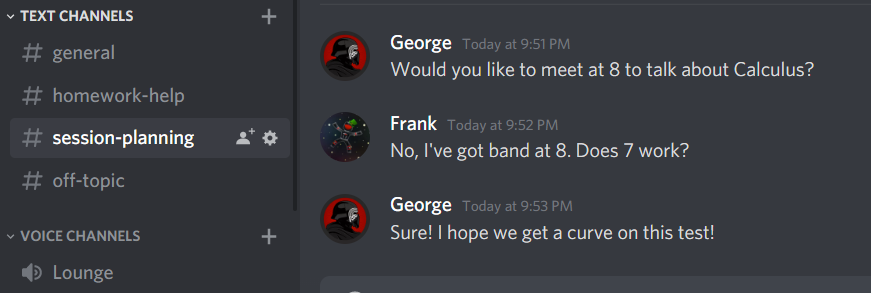 TEXT CHANNELS
general
homework-help
session-planning
off-topic
VOICE CHANNELS
Lounge
George Today at 9:51 PM
Would you like to meet at 8 to talk about Calculus?
Frank Today at 9:52 PM
No, I've got band at 8. Does 7 work?
George Today at 9:53 PM
Sure! I hope we get a curve on this test!